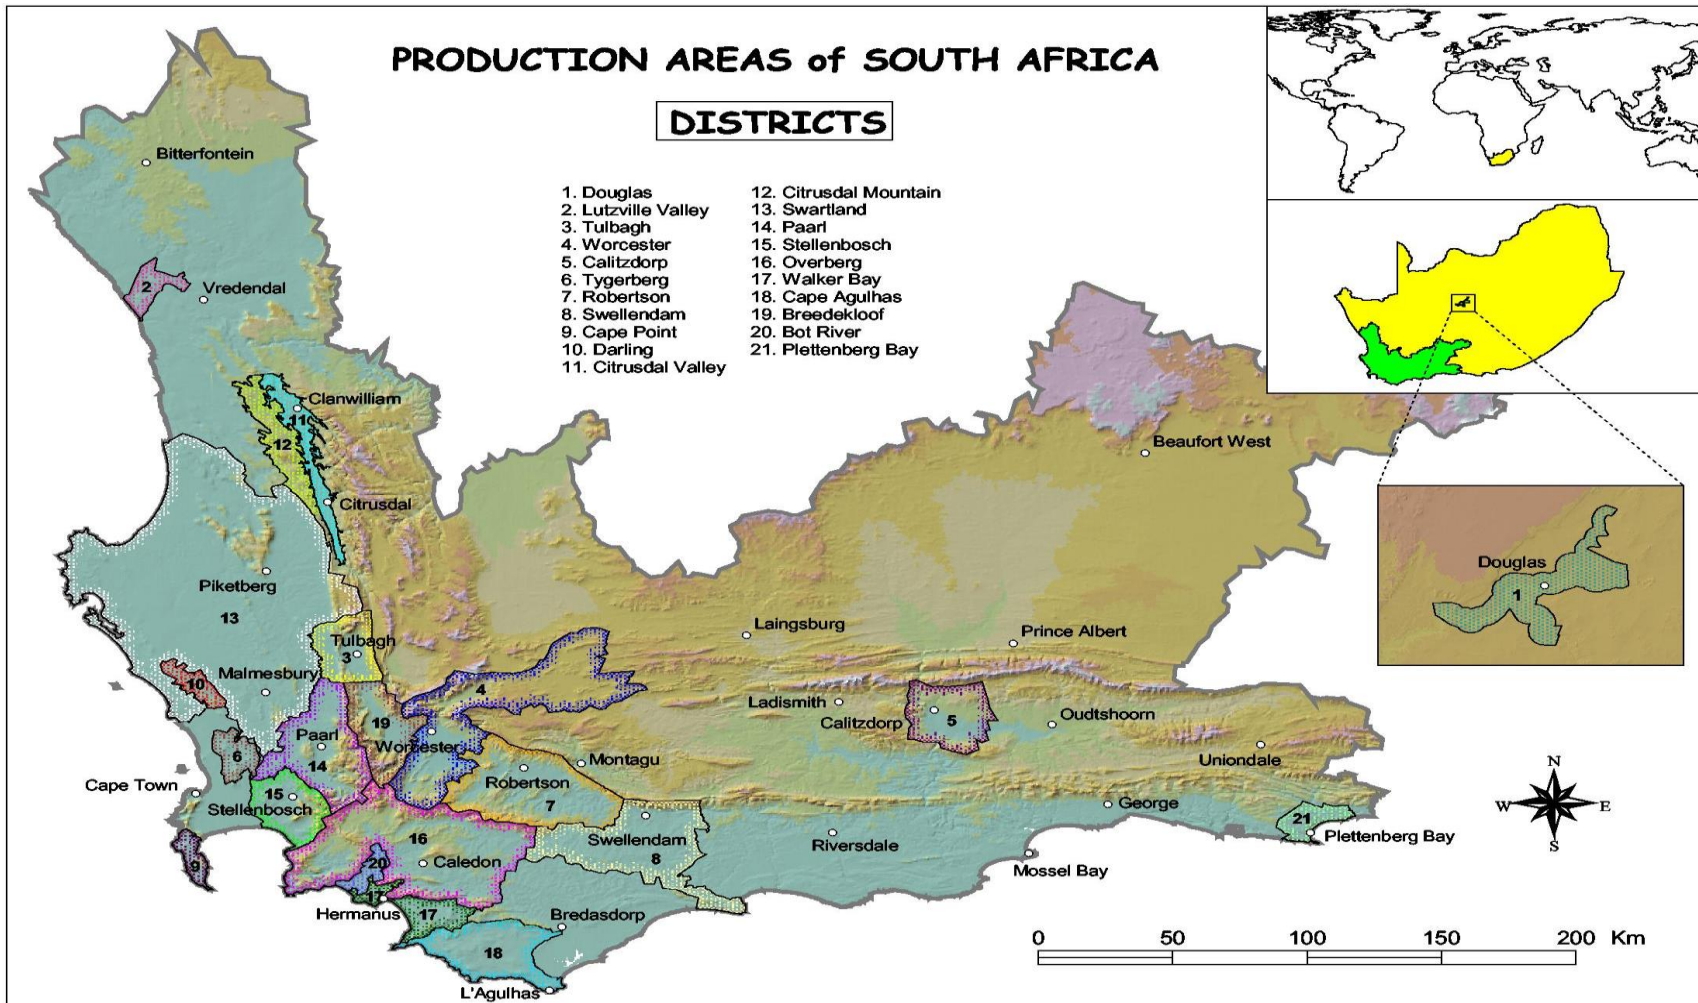 PRODUCTION AREAS of SOUTH AFRICA
DISTRICTS
1. Douglas
2. Lutzville Valley
3. Tulbagh
4. Worcester
5. Calitzdorp
6. Tygerberg
7. Robertson
8. Swellendam
9. Cape Point
10. Darling
11. Citrusdal Valley
12. Citrusdal Mountain
13. Swartland
14. Paarl
15. Stellenbosch
16. Overberg
17. Walker Bay
18. Cape Agulhas
19. Breedekloof
20. Bot River
21. Plettenberg Bay
Bitterfontein
2
Vredendal
Clanwilliam
11
12
Citrusdal
Beaufort West
Piketberg
13
Douglas
1
Tulbagh
3
Laingsburg
Prince Albert
Malmesbury
10
4
19
Ladismith
Calitzdorp
5
Oudtshoorn
Paarl
14
Worcester
6
Montagu
Uniondale
Robertson
7
Cape Town
15
Stellenbosch
George
Swellendam
8
Riversdale
21
Plettenberg Bay
16
20
Caledon
9
Mossel Bay
17
Hermanus
17
Bredasdorp
18
L'Agulhas
N
W
E
S
0 50 100 150 200 Km